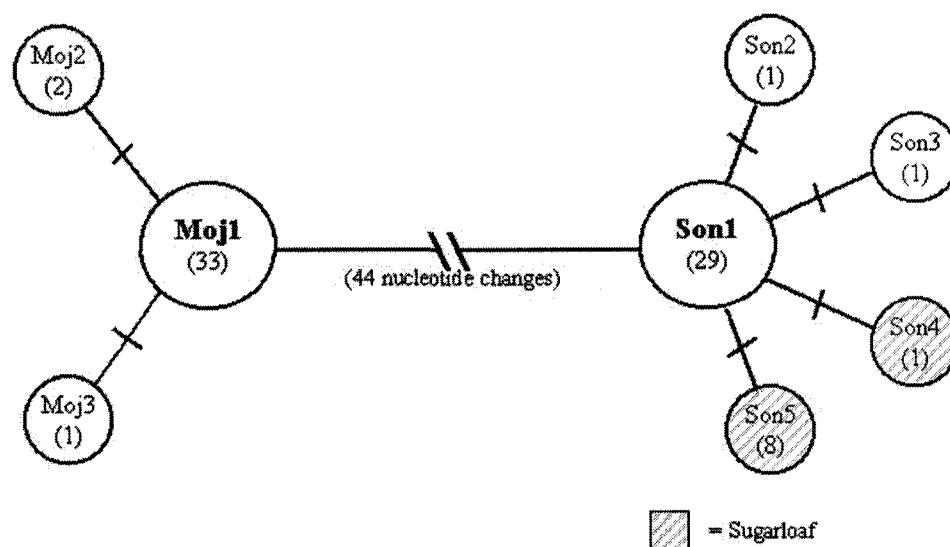 Moj2
(2)
Son2
(1)
Son3
(1)
Moj1
(33)
(44 nucleotide changes)
Son1
(29)
Son4
(1)
Moj3
(1)
Son5
(8)
= Sugarloaf